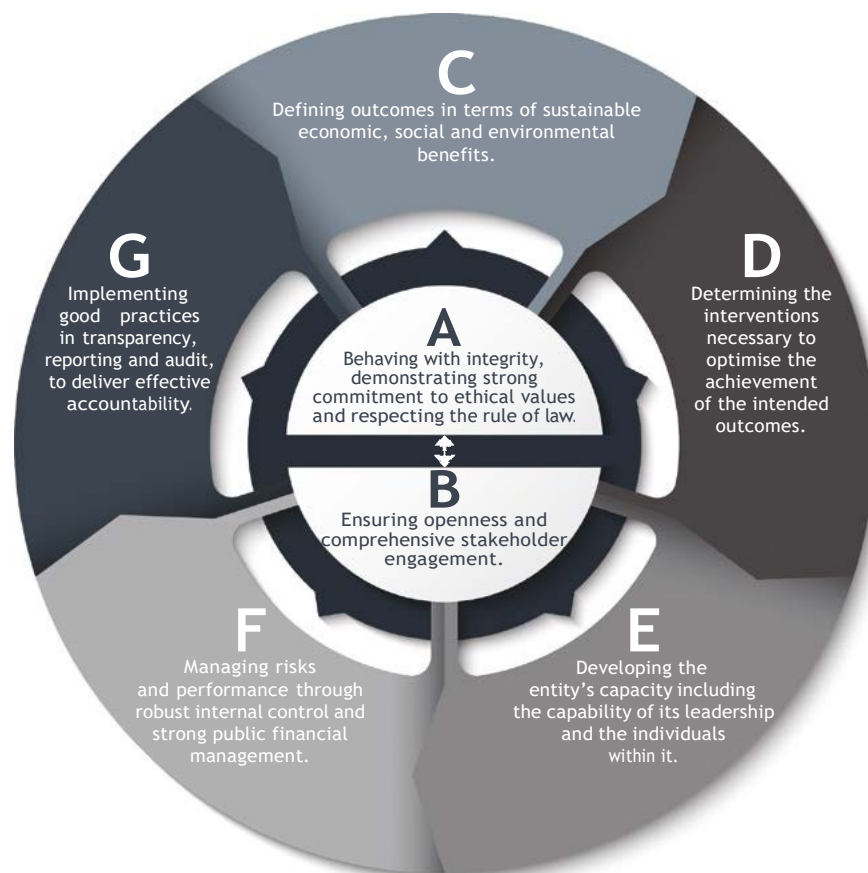 C
Defining outcomes in terms of sustainable
economic, social and environmental
benefits.
G
Implementing
good practices
in transparency,
reporting and audit,
to deliver effective
accountability.
A
Behaving with integrity,
demonstrating strong
commitment to ethical values
and respecting the rule of law.
D
Determining the
interventions
necessary to
optimise the
achievement
of the intended
outcomes.
B
Ensuring openness and
comprehensive stakeholder
engagement.
F
Managing risks
and performance through
robust internal control and
strong public financial
management.
E
Developing the
entity’s capacity including
the capability of its leadership
and the individuals
within it.